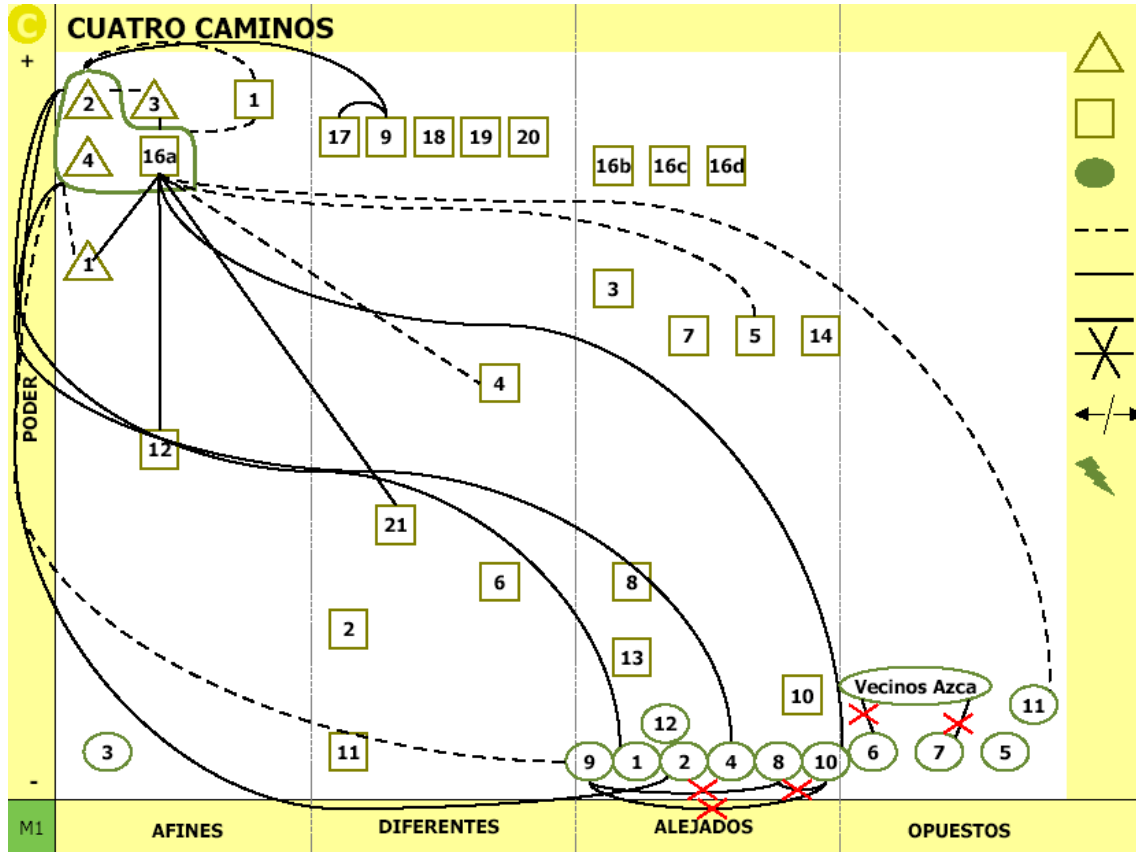 C CUATRO CAMINOS
+
2 3 1
17 9 18 19 20
4 16a
16b 16c 16d
1
3
7 5 14
4
PODER
12
21
6 8
2
13
Vecinos Azca
10
11
12
3 11
9 1 2 4 8 10 6 7 5
-
M1 AFINES DIFERENTES ALEJADOS OPUESTOS